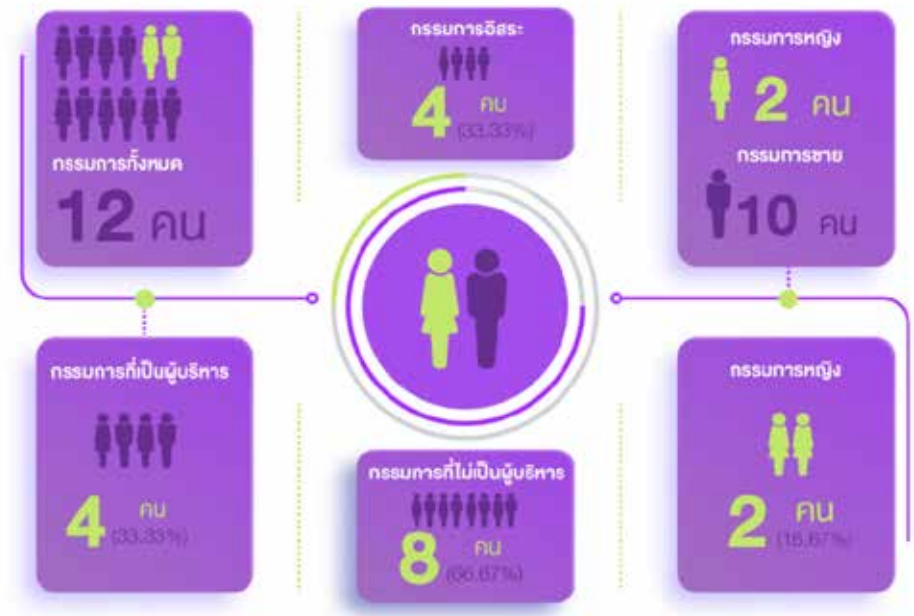 กรรมการทั้งหมด
12 คน
กรรมการอิสระ
4 คน
(33.33%)
กรรมการหญิง
2 คน
กรรมการชาย
10 คน
กรรมการที่เป็นผู้บริหาร
4 คน
(33.33%)
กรรมการที่ไม่เป็นผู้บริหาร
8 คน
(66.67%)
กรรมการหญิง
2 คน
(16.67%)